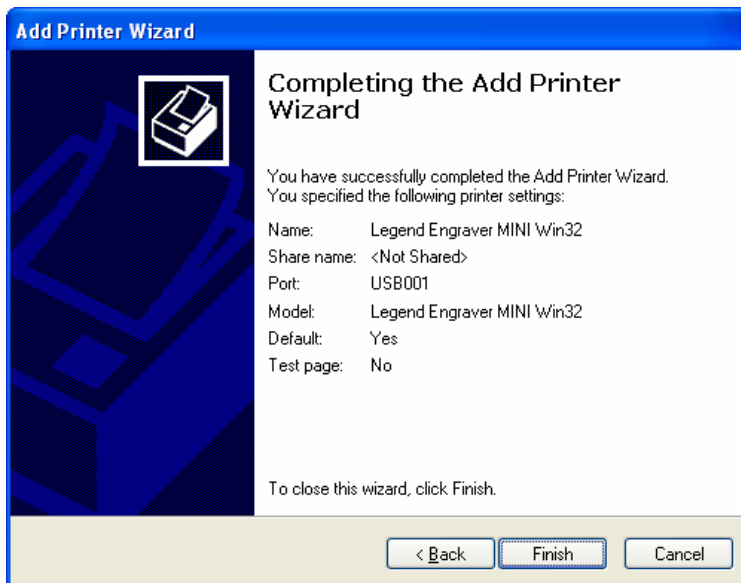 Add Printer Wizard
Completing the Add Printer
Wizard
You have successfully completed the Add Printer Wizard.
You specified the following printer settings:
Name: Legend Engraver MINI Win32
Share name: <Not Shared>
Port: USB001
Model: Legend Engraver MINI Win32
Default: Yes
Test page: No
To close this wizard, click Finish.
< Back Finish Cancel